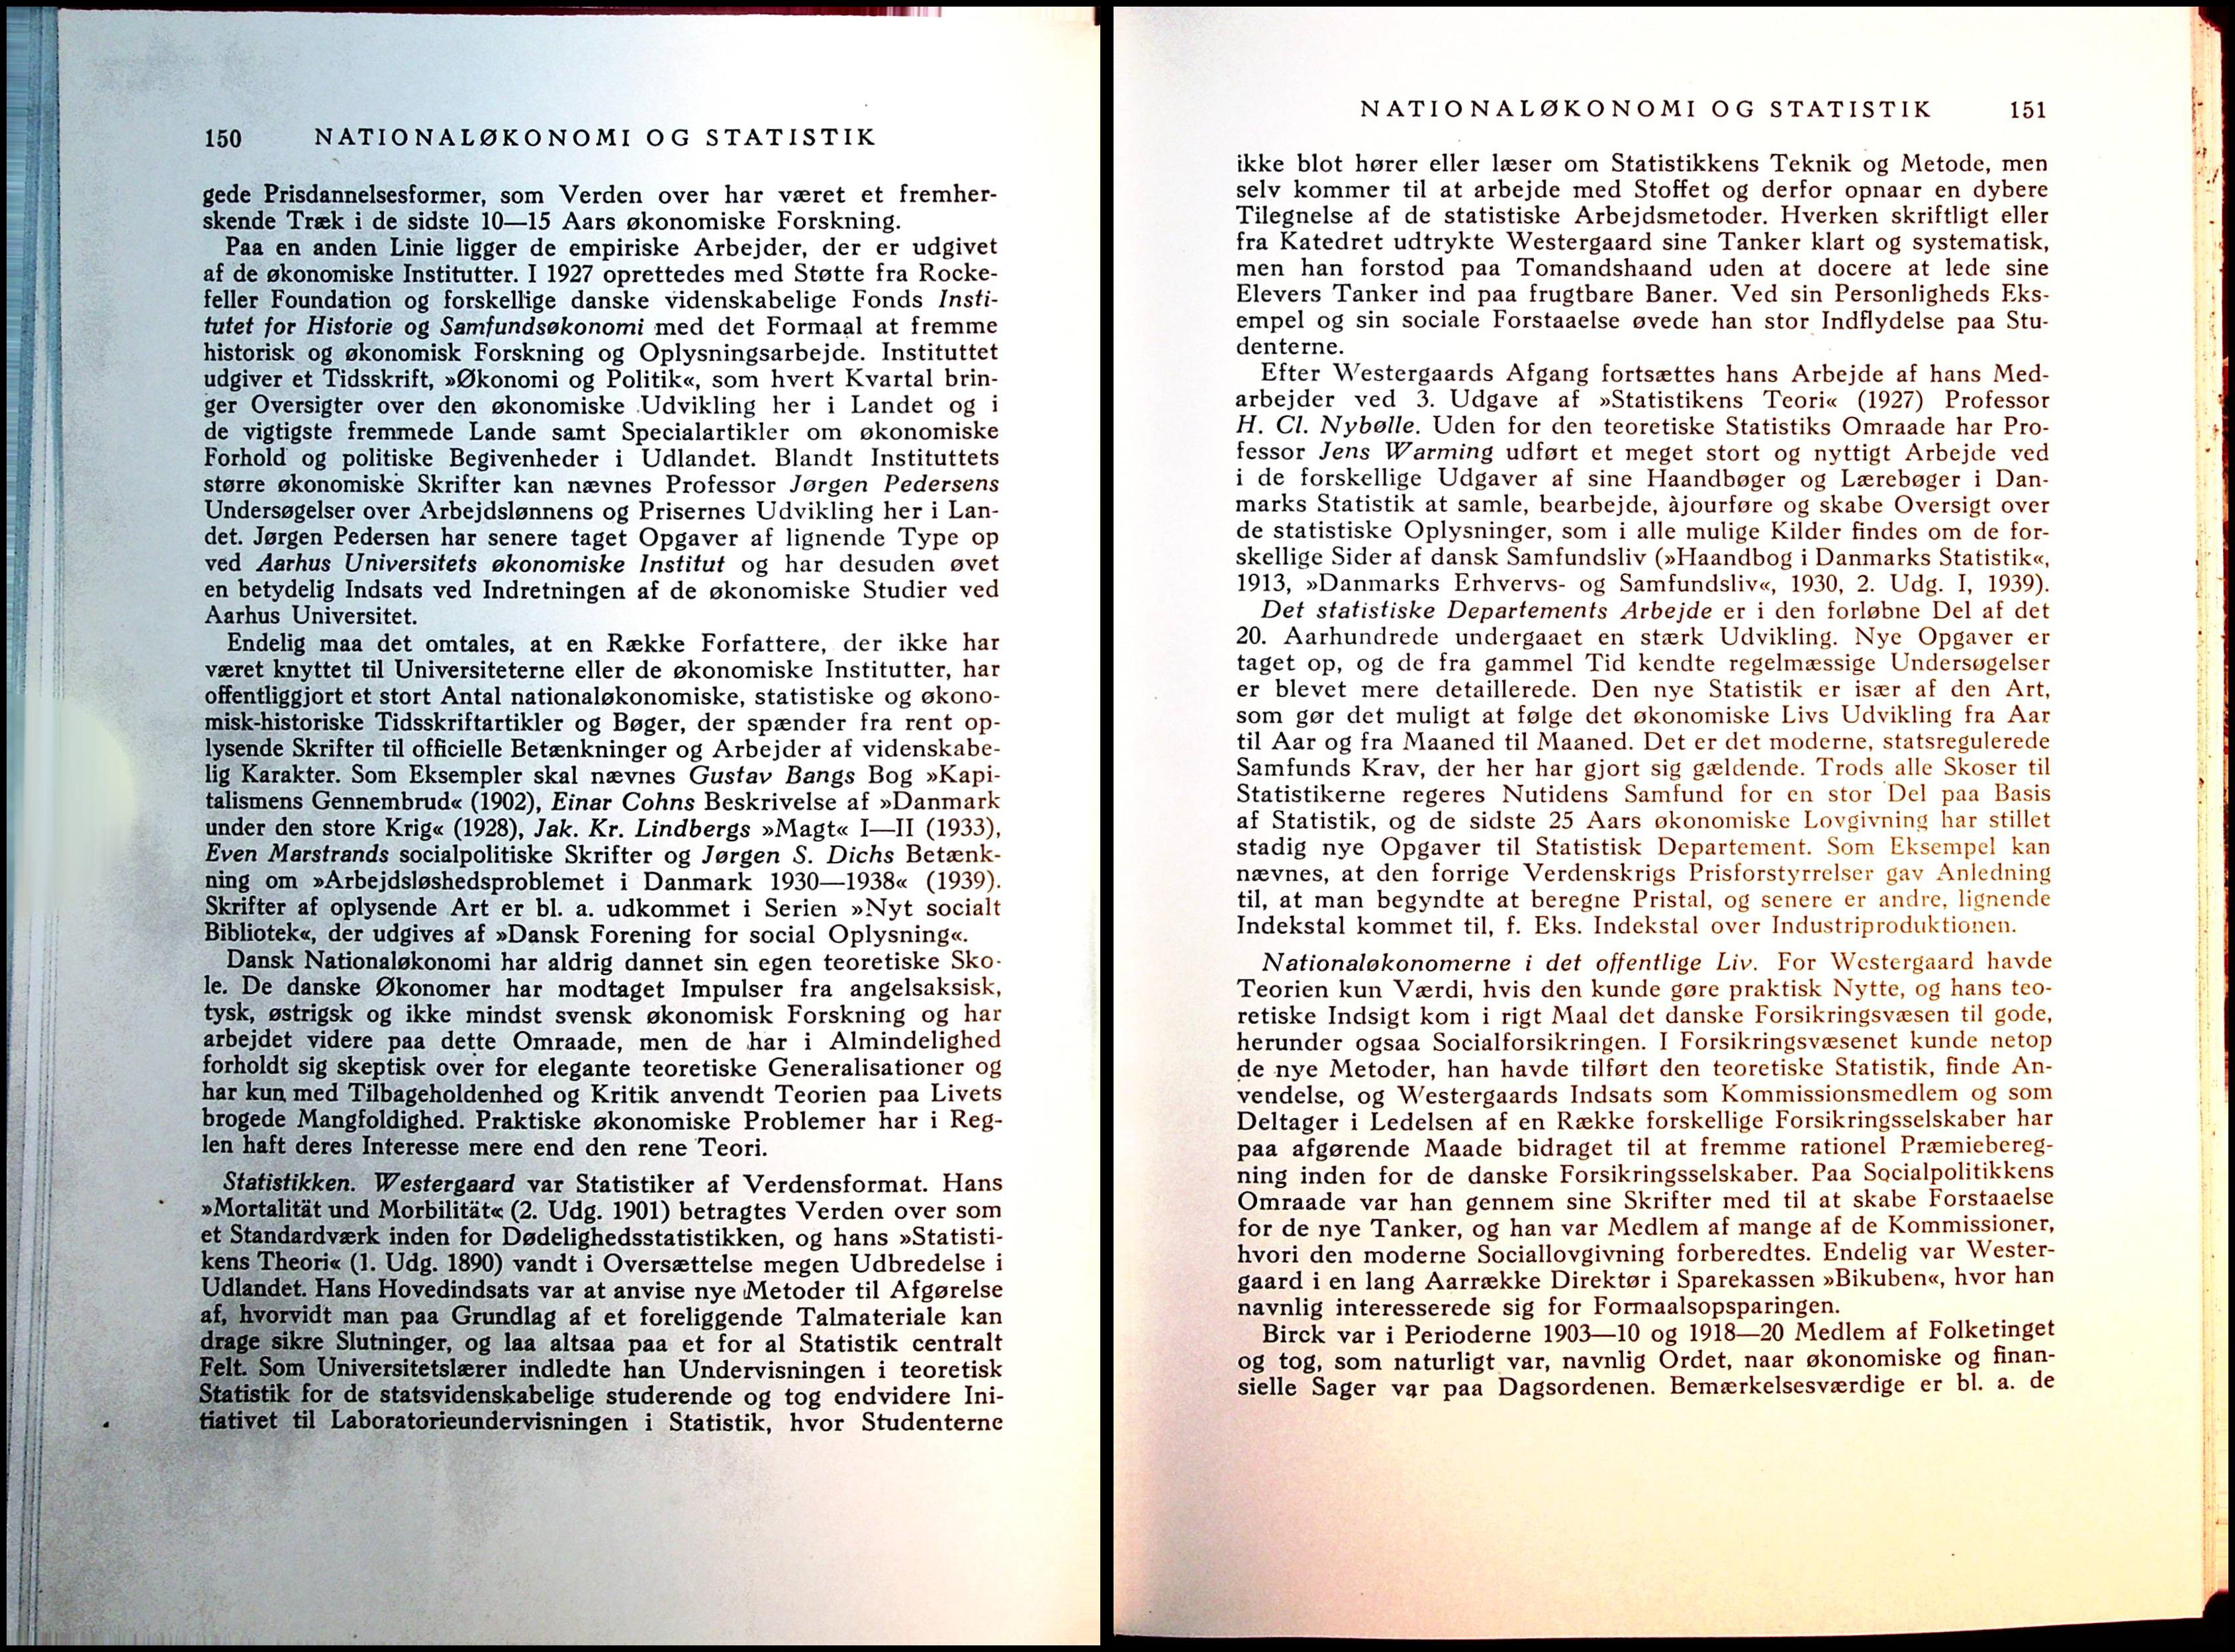 150 NATIONALØKONOMI OG STATISTIK
gede Prisdannelsesformer, som Verden over har været et fremher-
skende Træk i de sidste 10—15 Aars økonomiske Forskning.
Paa en anden Linie ligger de empiriske Arbejder, der er udgivet
af de økonomiske Institutter. I 1927 oprettedes med Støtte fra Rocke-
feller Foundation og forskellige danske videnskabelige Fonds Insti-
tutet for Historie og Samfundsøkonomi med det Formaal at fremme
historisk og økonomisk Forskning og Oplysningsarbejde. Instituttet
udgiver et Tidsskrift, »Økonomi og Politik«, som hvert Kvartal brin-
ger Oversigter over den økonomiske Udvikling her i Landet og i
de vigtigste fremmede Lande samt Specialartikler om økonomiske
Forhold og politiske Begivenheder i Udlandet. Blandt Instituttets
større økonomiske Skrifter kan nævnes Professor Jørgen Pedersens
Undersøgelser over Arbejdslønnens og Prisernes Udvikling her i Lan-
det. Jørgen Pedersen har senere taget Opgaver af lignende Type op
ved Aarhus Universitets økonomiske Institut og har desuden øvet
en betydelig Indsats ved Indretningen af de økonomiske Studier ved
Aarhus Universitet.
Endelig maa det omtales, at en Række Forfattere, der ikke har
været knyttet til Universiteterne eller de økonomiske Institutter, har
offentliggjort et stort Antal nationaløkonomiske, statistiske og økono-
misk-historiske Tidsskriftartikler og Bøger, der spænder fra rent op-
lysende Skrifter til officielle Betænkninger og Arbejder af videnskabe-
lig Karakter. Som Eksempler skal nævnes Gustav Bangs Bog »Kapi-
talismens Gennembrud« (1902), Einar Cohns Beskrivelse af »Danmark
under den store Krig« (1928), Jak. Kr. Lindbergs »Magt« I—II (1933),
Even Marstrands socialpolitiske Skrifter og Jørgen S. Dichs Betænk-
ning om »Arbejdsløshedsproblemet i Danmark 1930—1938« (1939).
Skrifter af oplysende Art er bl. a. udkommet i Serien »Nyt socialt
Bibliotek«, der udgives af »Dansk Forening for social Oplysning«.
Dansk Nationaløkonomi har aldrig dannet sin egen teoretiske Sko-
le. De danske Økonomer har modtaget Impulser fra angelsaksisk,
tysk, østrigsk og ikke mindst svensk økonomisk Forskning og har
arbejdet videre paa dette Omraade, men de har i Almindelighed
forholdt sig skeptisk over for elegante teoretiske Generalisationer og
har kun med Tilbageholdenhed og Kritik anvendt Teorien paa Livets
brogede Mangfoldighed. Praktiske økonomiske Problemer har i Reg-
len haft deres Interesse mere end den rene Teori.
Statistikken. Westergaard var Statistiker af Verdensformat. Hans
»Mortalität und Morbilität« (2. Udg. 1901) betragtes Verden over som
et Standardværk inden for Dødelighedsstatistikken, og hans »Statisti-
kens Theori« (1. Udg. 1890) vandt i Oversættelse megen Udbredelse i
Udlandet. Hans Hovedindsats var at anvise nye Metoder til Afgørelse
af, hvorvidt man paa Grundlag af et foreliggende Talmateriale kan
drage sikre Slutninger, og laa altsaa paa et for al Statistik centralt
Felt. Som Universitetslærer indledte han Undervisningen i teoretisk
Statistik for de statsvidenskabelige studerende og tog endvidere Ini-
tiativet til Laboratorieundervisningen i Statistik, hvor Studenterne
NATIONALØKONOMI OG STATISTIK 151
ikke blot hører eller læser om Statistikkens Teknik og Metode, men
selv kommer til at arbejde med Stoffet og derfor opnaar en dybere
Tilegnelse af de statistiske Arbejdsmetoder. Hverken skriftligt eller
fra Katedret udtrykte Westergaard sine Tanker klart og systematisk,
men han forstod paa Tomandshaand uden at docere at lede sine
Elevers Tanker ind paa frugtbare Baner. Ved sin Personligheds Eks-
empel og sin sociale Forstaaelse øvede han stor Indflydelse paa Stu-
denterne.
Efter Westergaards Afgang fortsættes hans Arbejde af hans Med-
arbejder ved 3. Udgave af »Statistikens Teori« (1927) Professor
H. Cl. Nybølle. Uden for den teoretiske Statistiks Omraade har Pro-
fessor Jens Warming udført et meget stort og nyttigt Arbejde ved
i de forskellige Udgaver af sine Haandbøger og Lærebøger i Dan-
marks Statistik at samle, bearbejde, àjourføre og skabe Oversigt over
de statistiske Oplysninger, som i alle mulige Kilder findes om de for-
skellige Sider af dansk Samfundsliv (»Haandbog i Danmarks Statistik«,
1913, »Danmarks Erhvervs- og Samfundsliv«, 1930, 2. Udg. I, 1939).
Det statistiske Departements Arbejde er i den forløbne Del af det
20. Aarhundrede undergaaet en stærk Udvikling. Nye Opgaver er
taget op, og de fra gammel Tid kendte regelmæssige Undersøgelser
er blevet mere detaillerede. Den nye Statistik er især af den Art,
som gør det muligt at følge det økonomiske Livs Udvikling fra Aar
til Aar og fra Maaned til Maaned. Det er det moderne, statsregulerede
Samfunds Krav, der her har gjort sig gældende. Trods alle Skoser til
Statistikerne regeres Nutidens Samfund for en stor Del paa Basis
af Statistik, og de sidste 25 Aars økonomiske Lovgivning har stillet
stadig nye Opgaver til Statistisk Departement. Som Eksempel kan
nævnes, at den forrige Verdenskrigs Prisforstyrrelser gav Anledning
til, at man begyndte at beregne Pristal, og senere er andre, lignende
Indekstal kommet til, f. Eks. Indekstal over Industriproduktionen.
Nationaløkonomerne i det offentlige Liv. For Westergaard havde
Teorien kun Værdi, hvis den kunde gøre praktisk Nytte, og hans teo-
retiske Indsigt kom i rigt Maal det danske Forsikringsvæsen til gode,
herunder ogsaa Socialforsikringen. I Forsikringsvæsenet kunde netop
de nye Metoder, han havde tilført den teoretiske Statistik, finde An-
vendelse, og Westergaards Indsats som Kommissionsmedlem og som
Deltager i Ledelsen af en Række forskellige Forsikringsselskaber har
paa afgørende Maade bidraget til at fremme rationel Præmiebereg-
ning inden for de danske Forsikringsselskaber. Paa Socialpolitikkens
Omraade var han gennem sine Skrifter med til at skabe Forstaaelse
for de nye Tanker, og han var Medlem af mange af de Kommissioner,
hvori den moderne Sociallovgivning forberedtes. Endelig var Wester-
gaard i en lang Aarrække Direktør i Sparekassen »Bikuben«, hvor han
navnlig interesserede sig for Formaalsopsparingen.
Birck var i Perioderne 1903—10 og 1918—20 Medlem af Folketinget
og tog, som naturligt var, navnlig Ordet, naar økonomiske og finan-
sielle Sager var paa Dagsordenen. Bemærkelsesværdige er bl. a. de